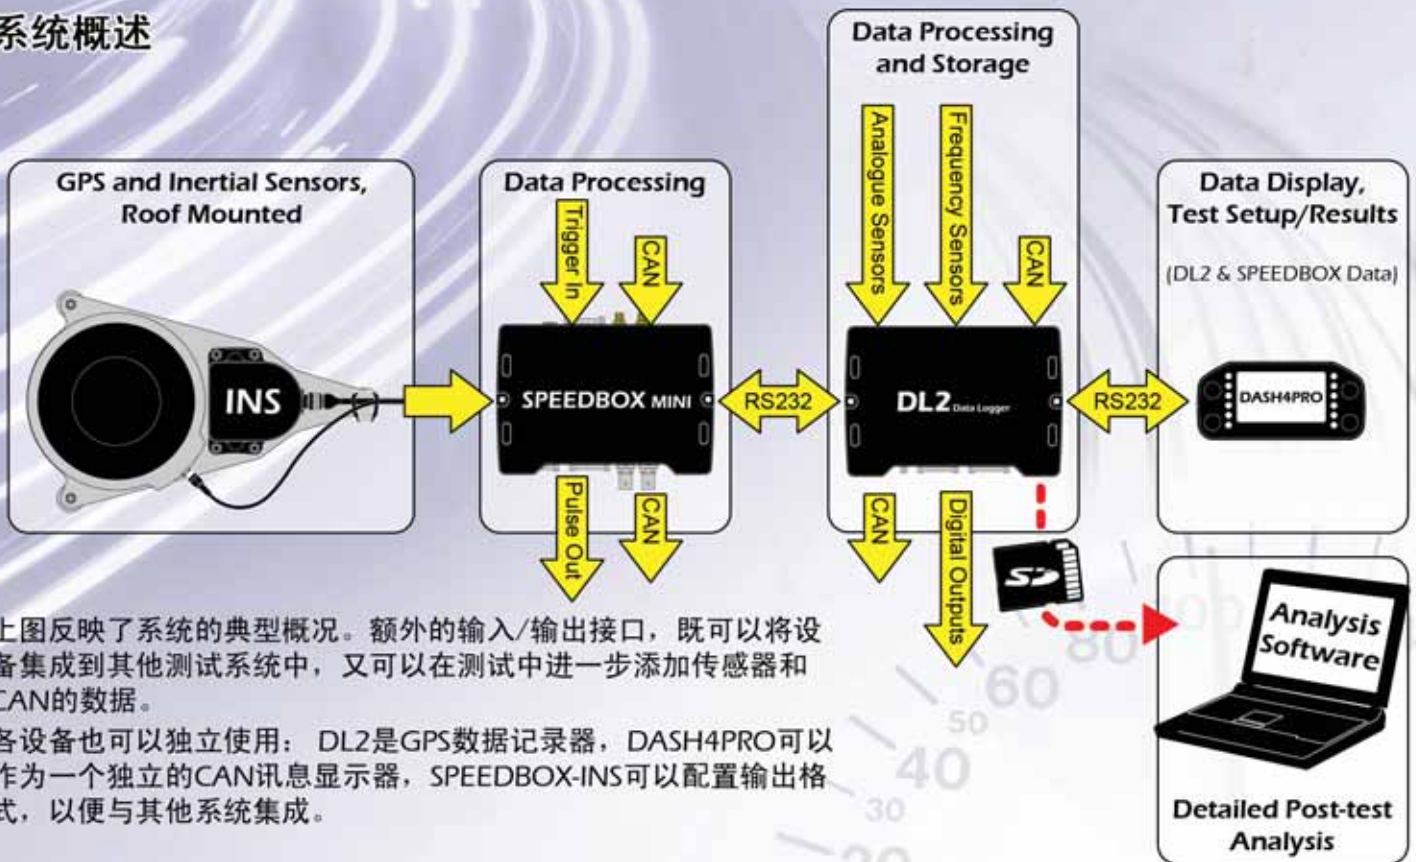 系统概述
Data Processing
and Storage
GPS and Inertial Sensors,
Roof Mounted
Data Processing
Data Display,
Test Setup/Results
(DL2 & SPEEDBOX Data)
Trigger In
CAN
Analogue Sensors
Frequency Sensors
CAN
INS
SPEEDBOX MINI
RS232
DL2 Data Logger
RS232
DASH4PRO
Pulse Out
CAN
CAN
Digital Outputs
SD
上图反映了系统的典型概况。额外的输入/输出接口，既可以将设
备集成到其他测试系统中，又可以在测试中进一步添加传感器和
CAN的数据。
各设备也可以独立使用： DL2是GPS数据记录器，DASH4PRO可以
作为一个独立的CAN讯息显示器，SPEEDBOX-INS可以配置输出格
式，以便与其他系统集成。
Analysis
Software
Detailed Post-test
Analysis
100
80
60
50
40
30
20